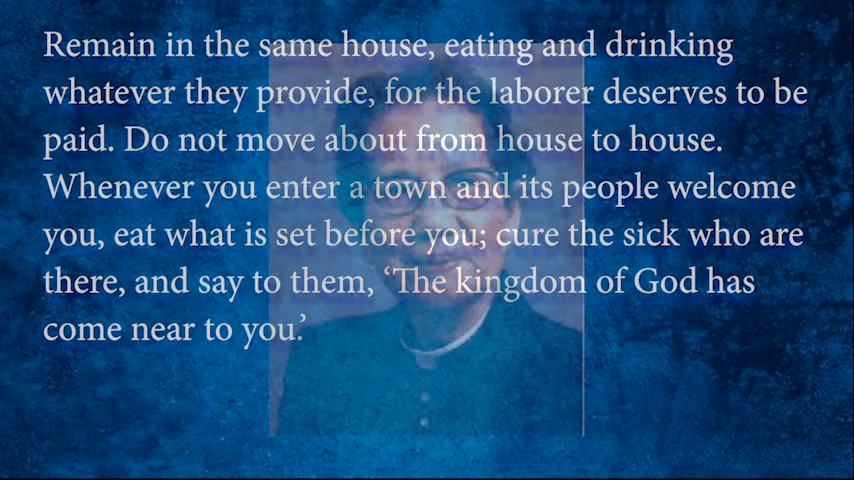 Remain in the same house, eating and drinking
whatever they provide, for the laborer deserves to be
paid. Do not move about from house to house.
Whenever you enter a town and its people welcome
you, eat what is set before you; cure the sick who are
there, and say to them, ‘The kingdom of God has
come near to you.’